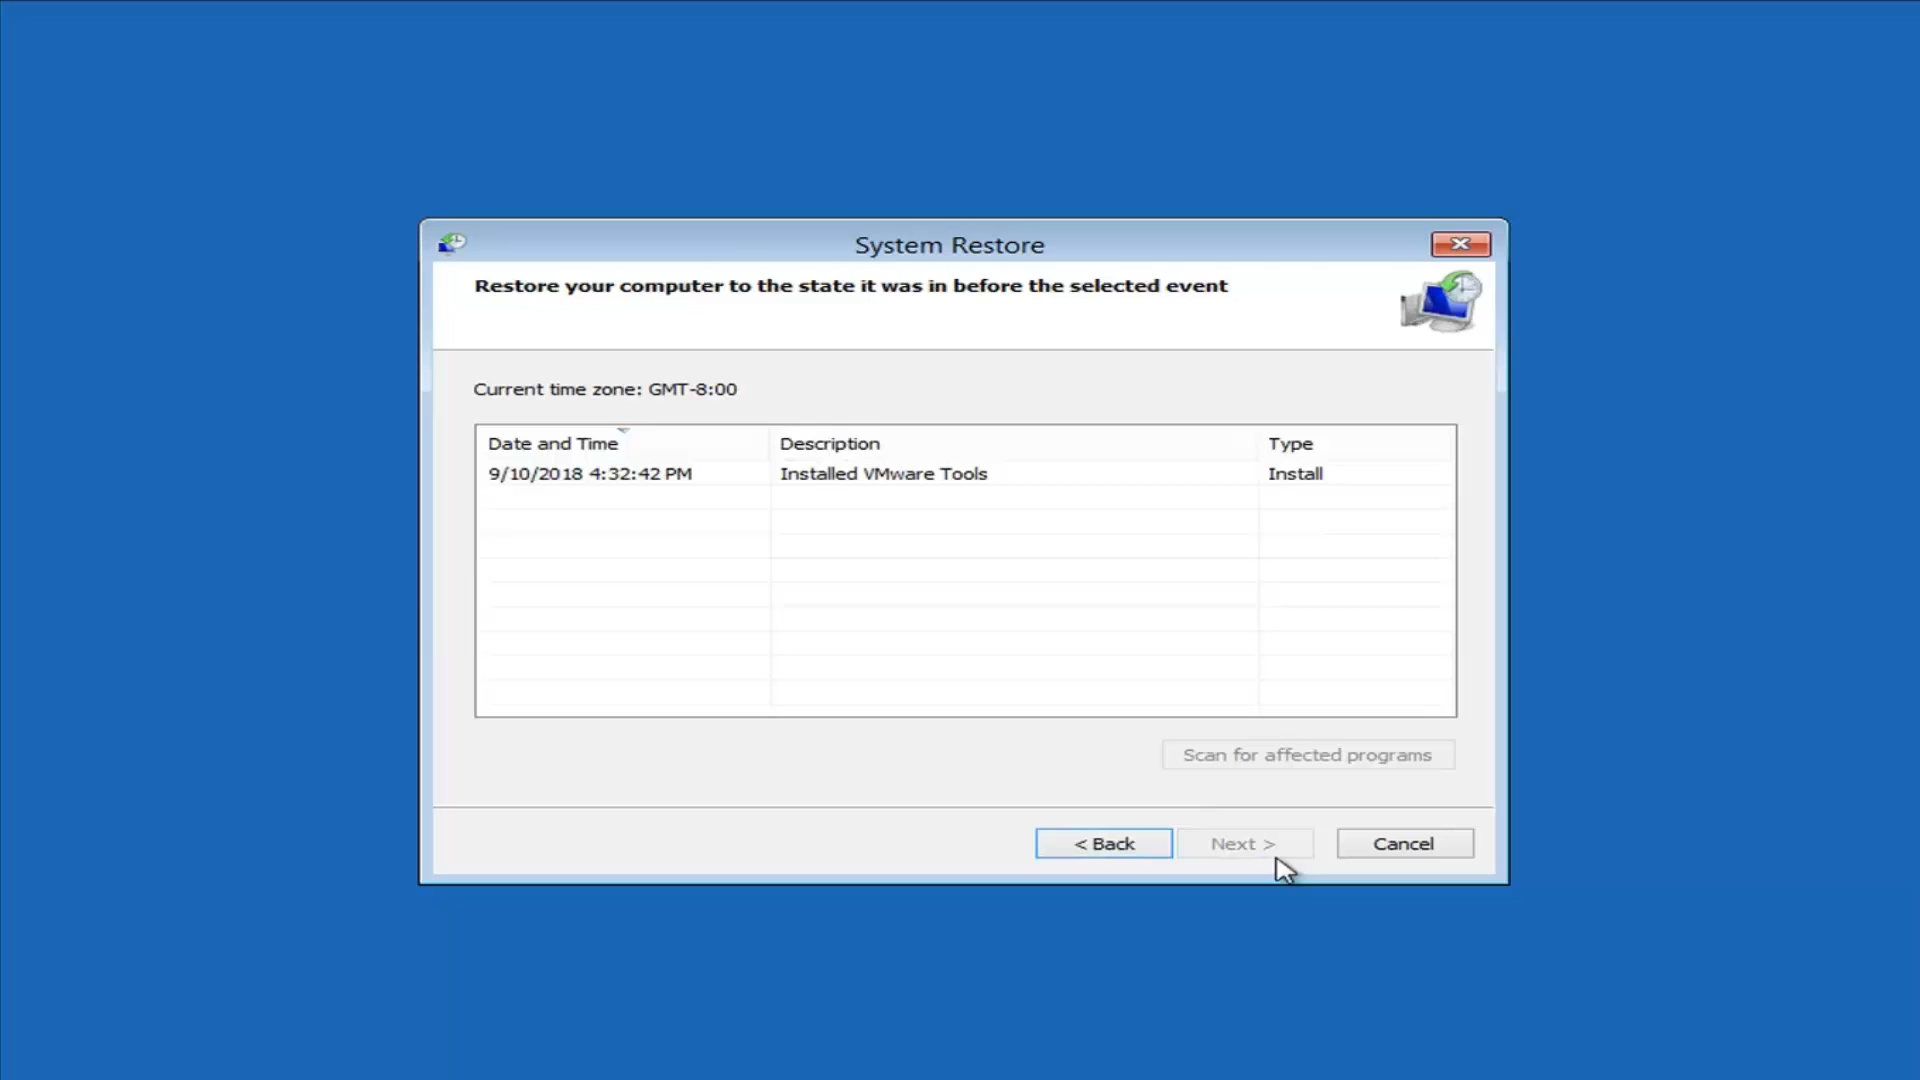 System Restore
Restore your computer to the state it was in before the selected event
Current time zone: GMT-8:00
Date and Time Description Type
9/10/2018 4:32:42 PM Installed VMware Tools Install
Scan for affected programs
< Back Next > Cancel